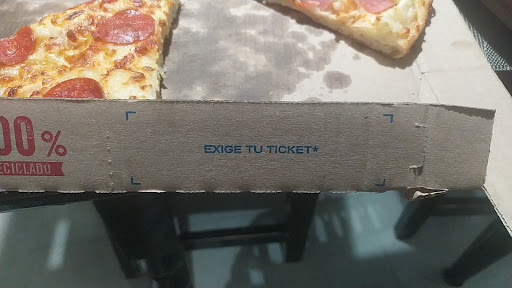 00%
ECICLADO
EXIGE TU TICKET*